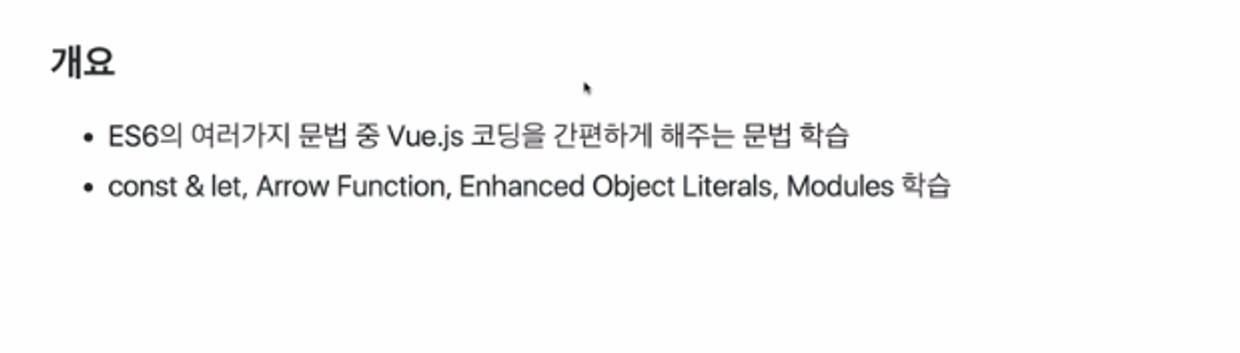 개요
• ES6의 여러가지 문법 중 Vue.js 코딩을 간편하게 해주는 문법 학습
• const & let, Arrow Function, Enhanced Object Literals, Modules 학습